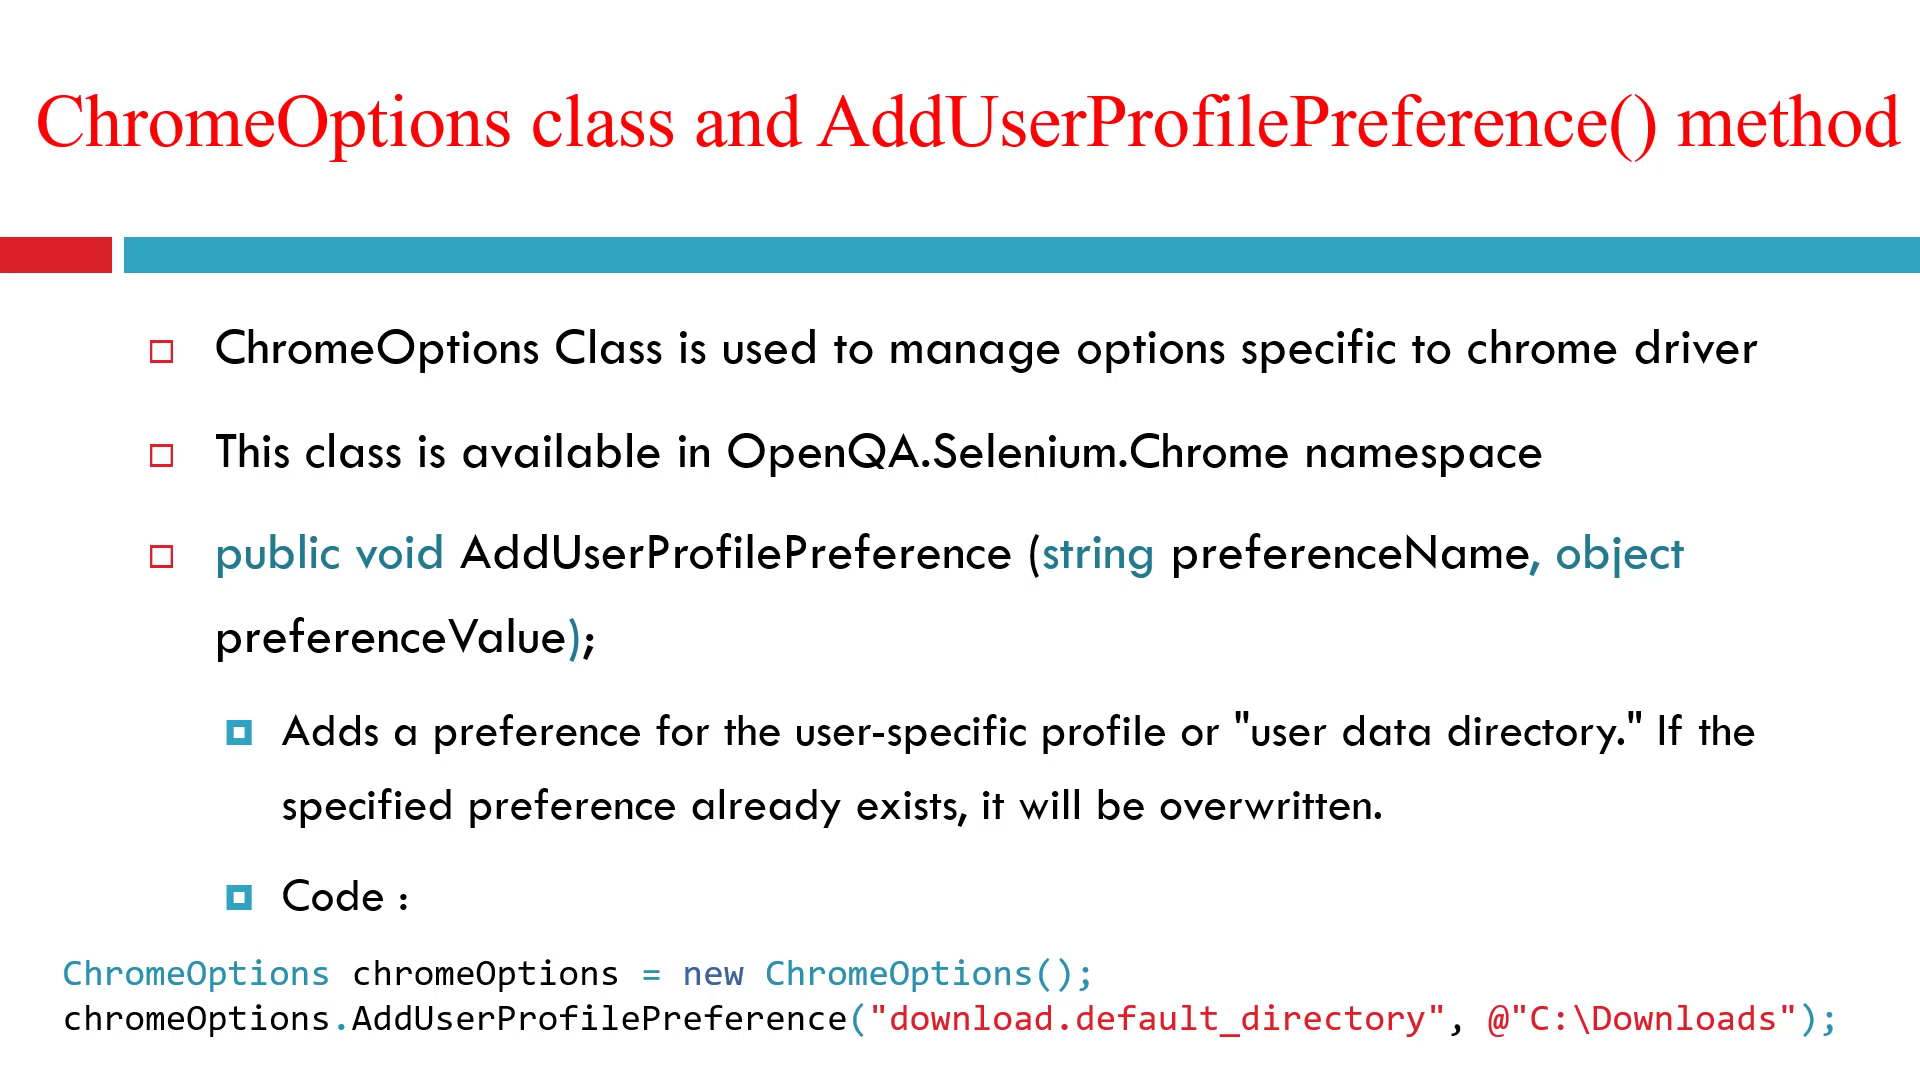 ChromeOptions class and AddUserProfilePreference() method
ChromeOptions Class is used to manage options specific to chrome driver
This class is available in OpenQA.Selenium.Chrome namespace
public void AddUserProfilePreference (string preferenceName, object
preferenceValue);
Adds a preference for the user-specific profile or "user data directory." If the
specified preference already exists, it will be overwritten.
Code :
ChromeOptions chromeOptions = new ChromeOptions();
chromeOptions.AddUserProfilePreference("download.default_directory", @"C:\Downloads");